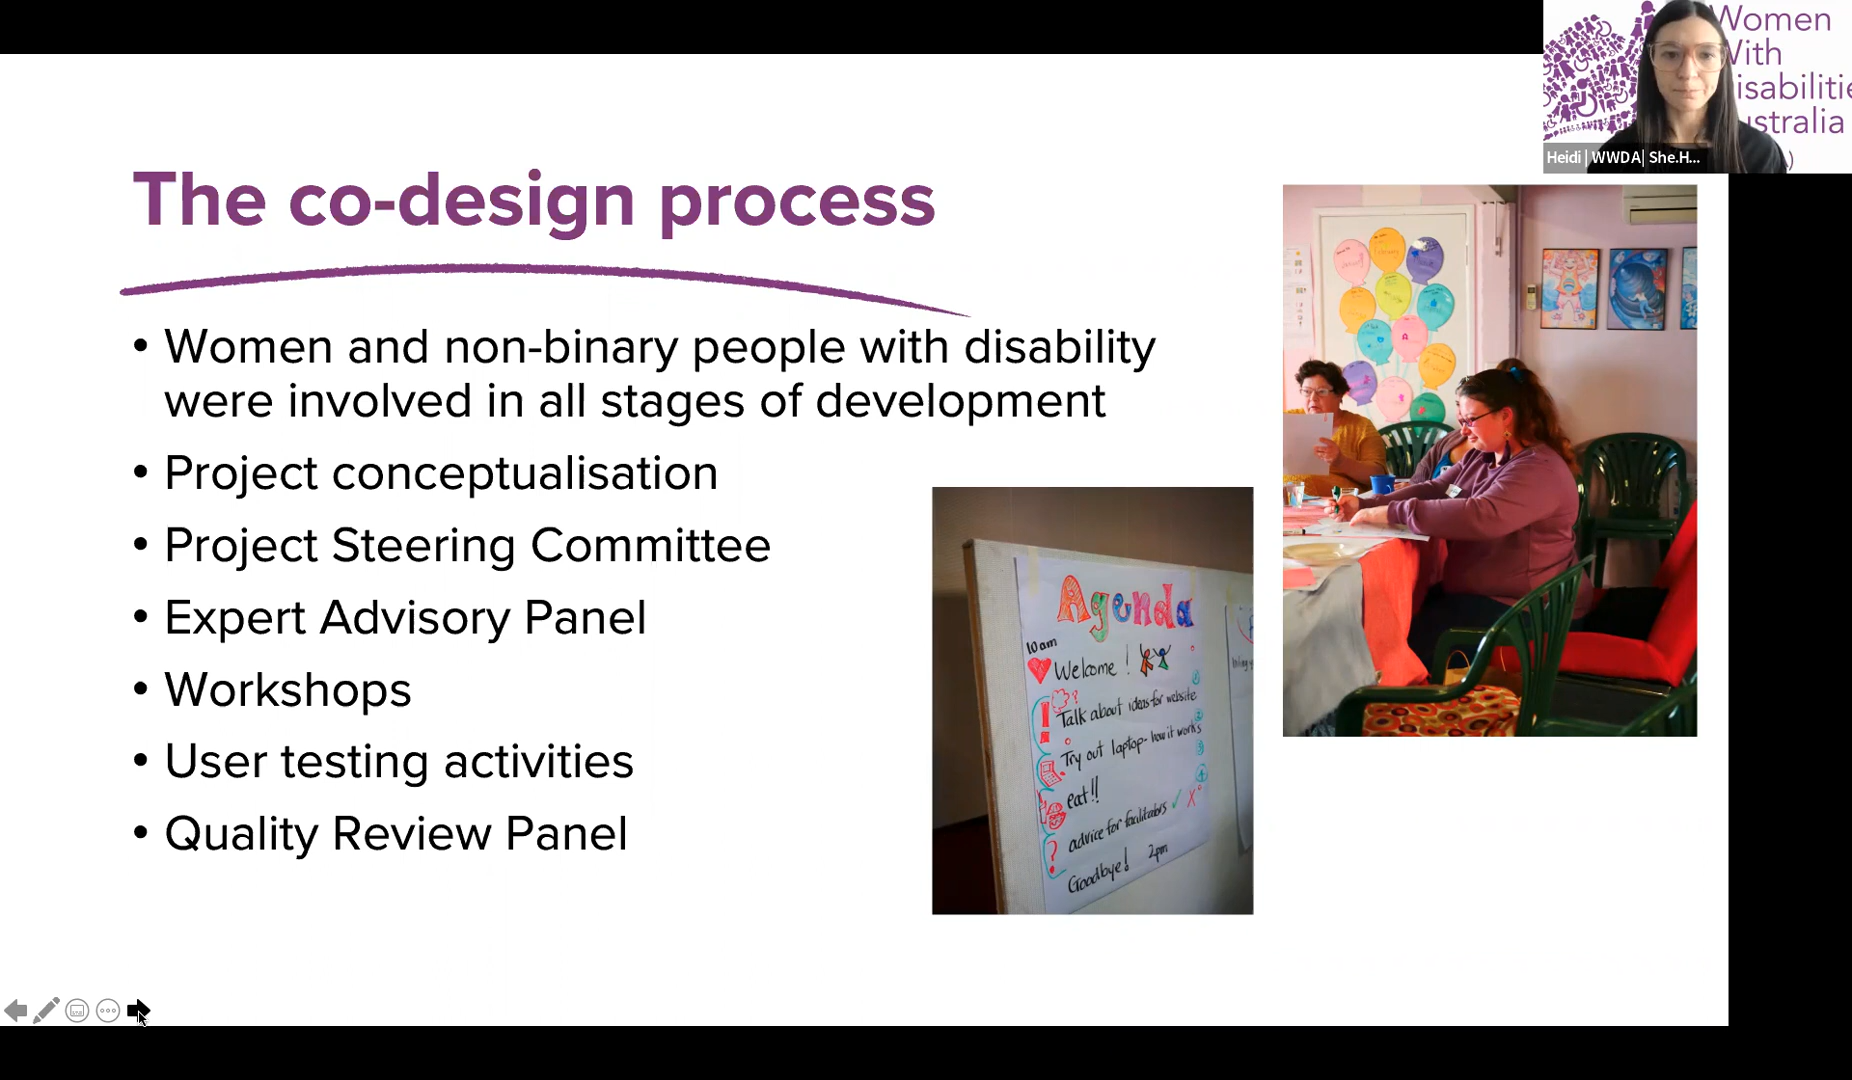 Women
With
Disabilitie
ustralia
Heidi | WWDA| She.H...
The co-design process
• Women and non-binary people with disability
were involved in all stages of development
• Project conceptualisation
• Project Steering Committee
• Expert Advisory Panel
• Workshops
• User testing activities
• Quality Review Panel
Agenda
10am
Welcome!
Talk about ideas for website
Try out laptop- how it works
eat!!
advice for facilitators
Goodbye! 2pm